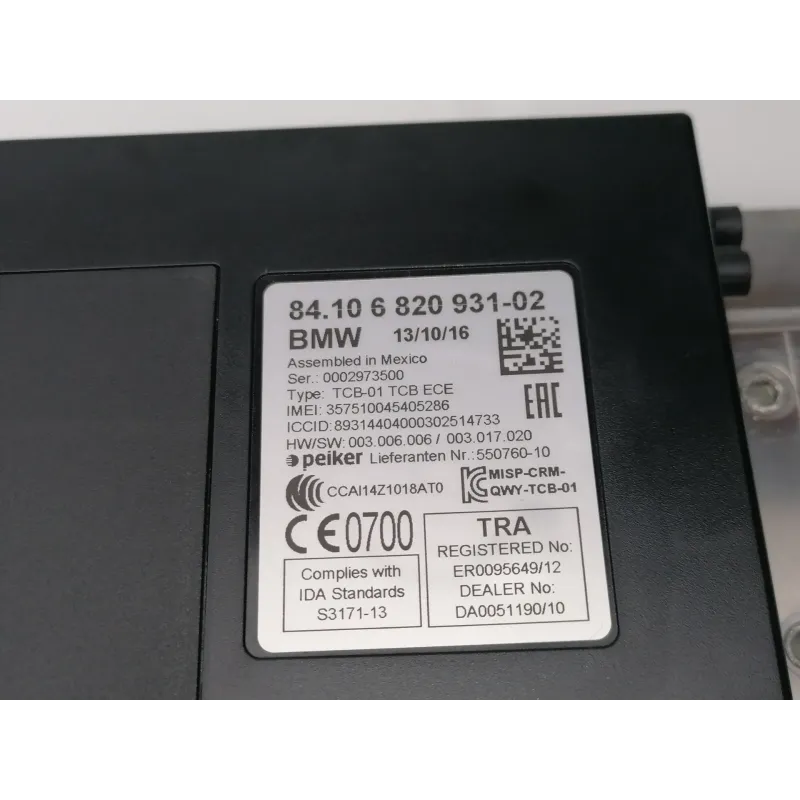 84.10 6 820 931-02
BMW 13/10/16
Assembled in Mexico
Ser.: 0002973500
Type: TCB-01 TCB ECE
IMEI: 357510045405286
EAC
ICCID:89314404000302514733
HW/SW: 003.006.006 / 003.017.020
peiker Lieferanten Nr.:550760-10
CCAI14Z1018AT0
MISP-CRM-
QWY-TCB-01
CE0700
Complies with
IDA Standards
S3171-13
TRA
REGISTERED No:
ER0095649/12
DEALER No:
DA0051190/10